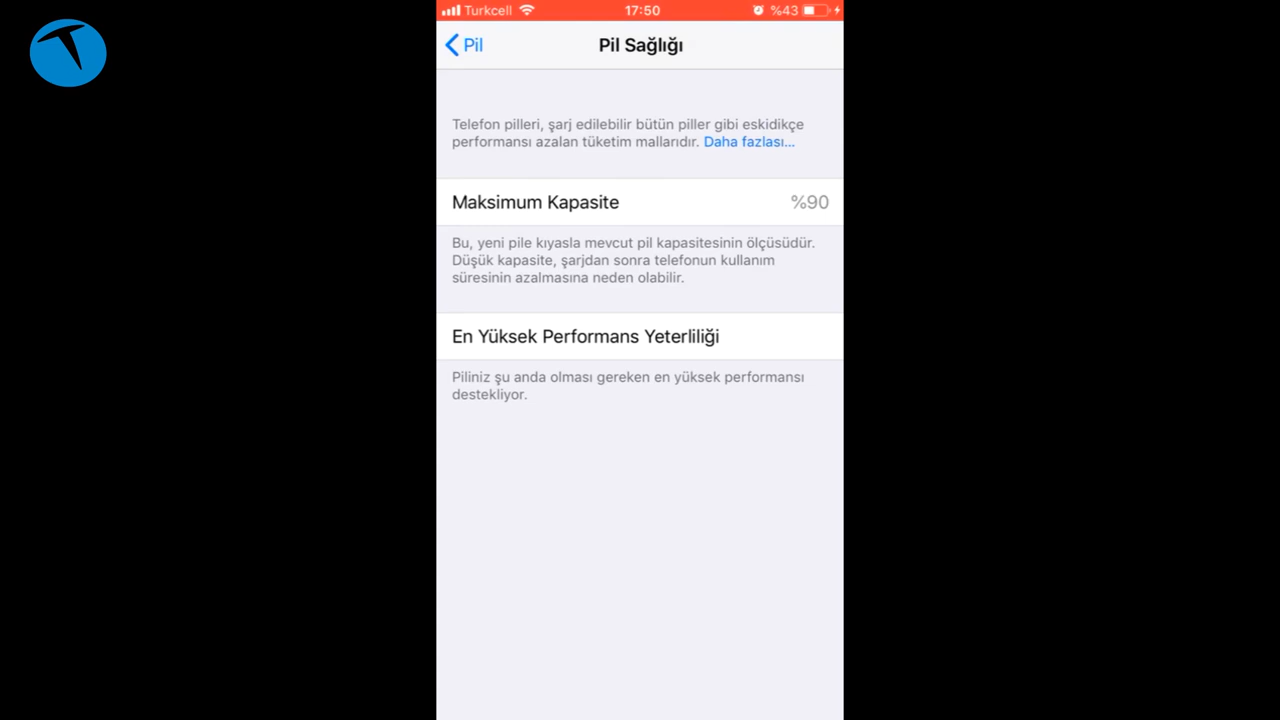 Turkcell 17:50 %43
Pil Pil Sağlığı
Telefon pilleri, şarj edilebilir bütün piller gibi eskidikçe
performansı azalan tüketim mallarıdır. Daha fazlası...
Maksimum Kapasite %90
Bu, yeni pile kıyasla mevcut pil kapasitesinin ölçüsüdür.
Düşük kapasite, şarjdan sonra telefonun kullanım
süresinin azalmasına neden olabilir.
En Yüksek Performans Yeterliliği
Piliniz şu anda olması gereken en yüksek performansı
destekliyor.